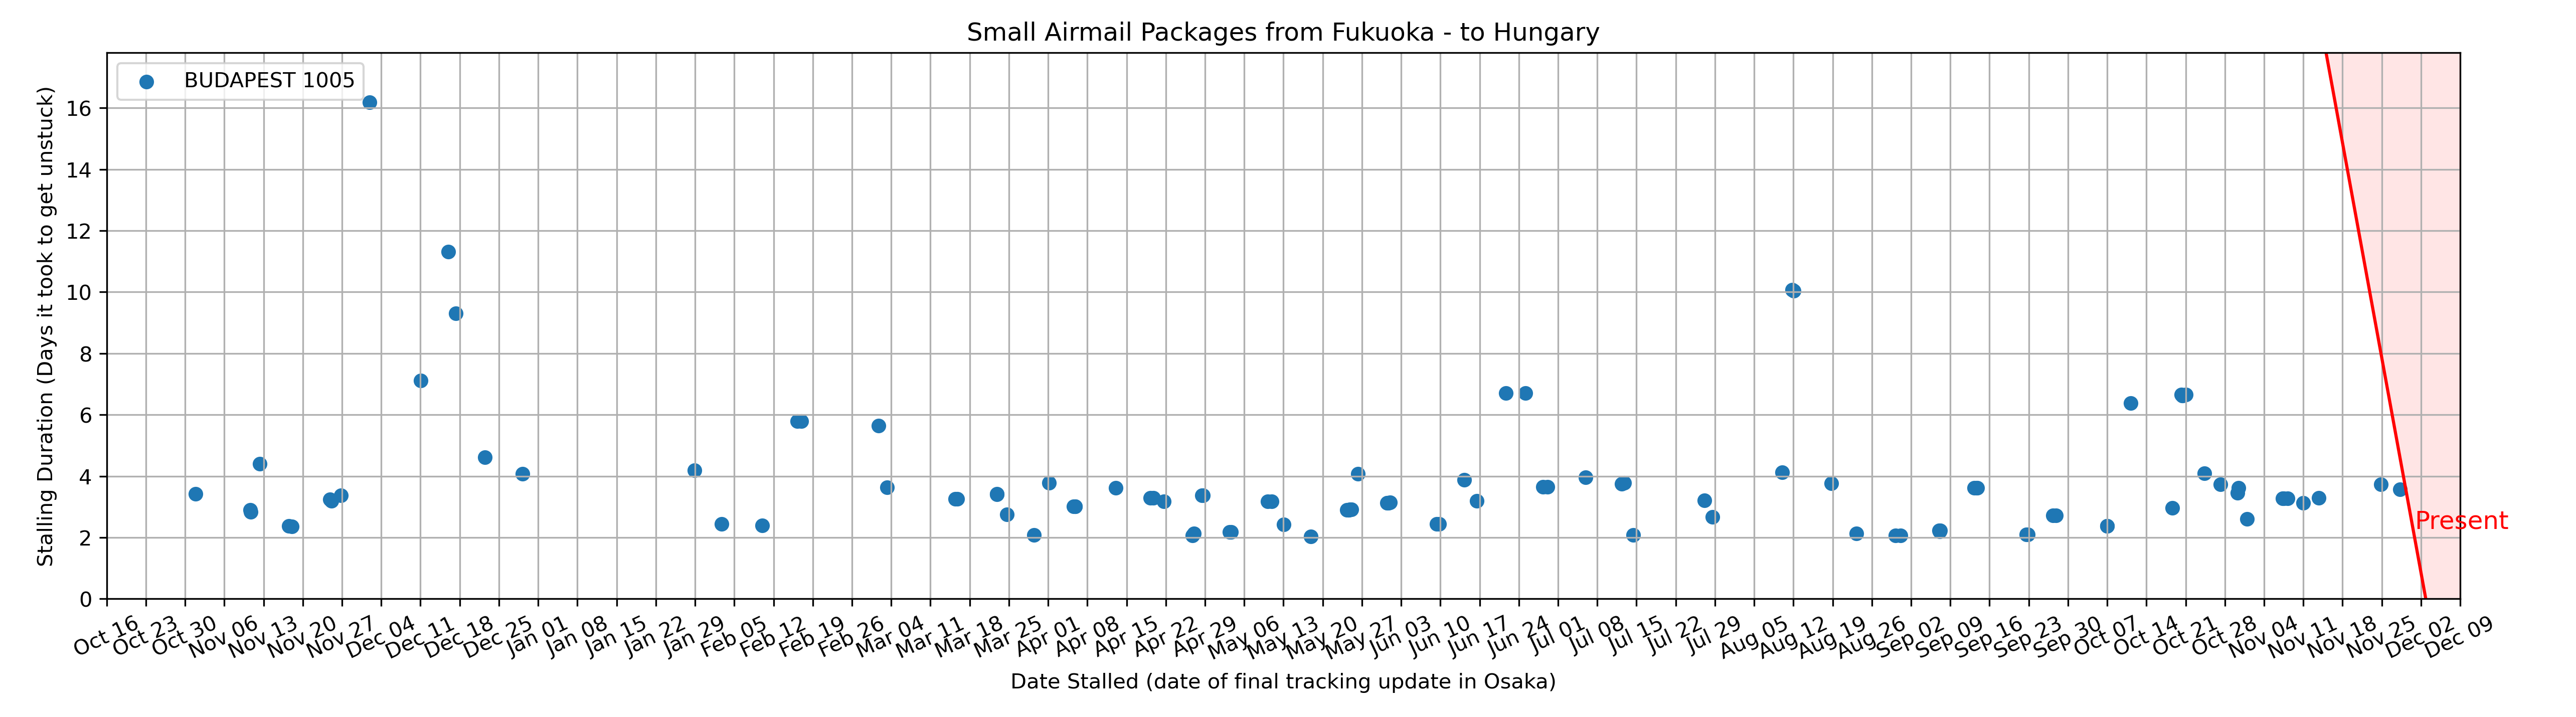 Small Airmail Packages from Fukuoka - to Hungary
BUDAPEST 1005
Stalling Duration (Days it took to get unstuck)
16
14
12
10
8
6
4
2
0
Present
Oct 16 Oct 23 Oct 30 Nov 06 Nov 13 Nov 20 Nov 27 Dec 04 Dec 11 Dec 18 Dec 25 Jan 01 Jan 08 Jan 15 Jan 22 Jan 29 Feb 05 Feb 12 Feb 19 Feb 26 Mar 04 Mar 11 Mar 18 Mar 25 Apr 01 Apr 08 Apr 15 Apr 22 Apr 29 May 06 May 13 May 20 May 27 Jun 03 Jun 10 Jun 17 Jun 24 Jul 01 Jul 08 Jul 15 Jul 22 Jul 29 Aug 05 Aug 12 Aug 19 Aug 26 Sep 02 Sep 09 Sep 16 Sep 23 Sep 30 Oct 07 Oct 14 Oct 21 Oct 28 Nov 04 Nov 11 Nov 18 Nov 25 Dec 02 Dec 09
Date Stalled (date of final tracking update in Osaka)